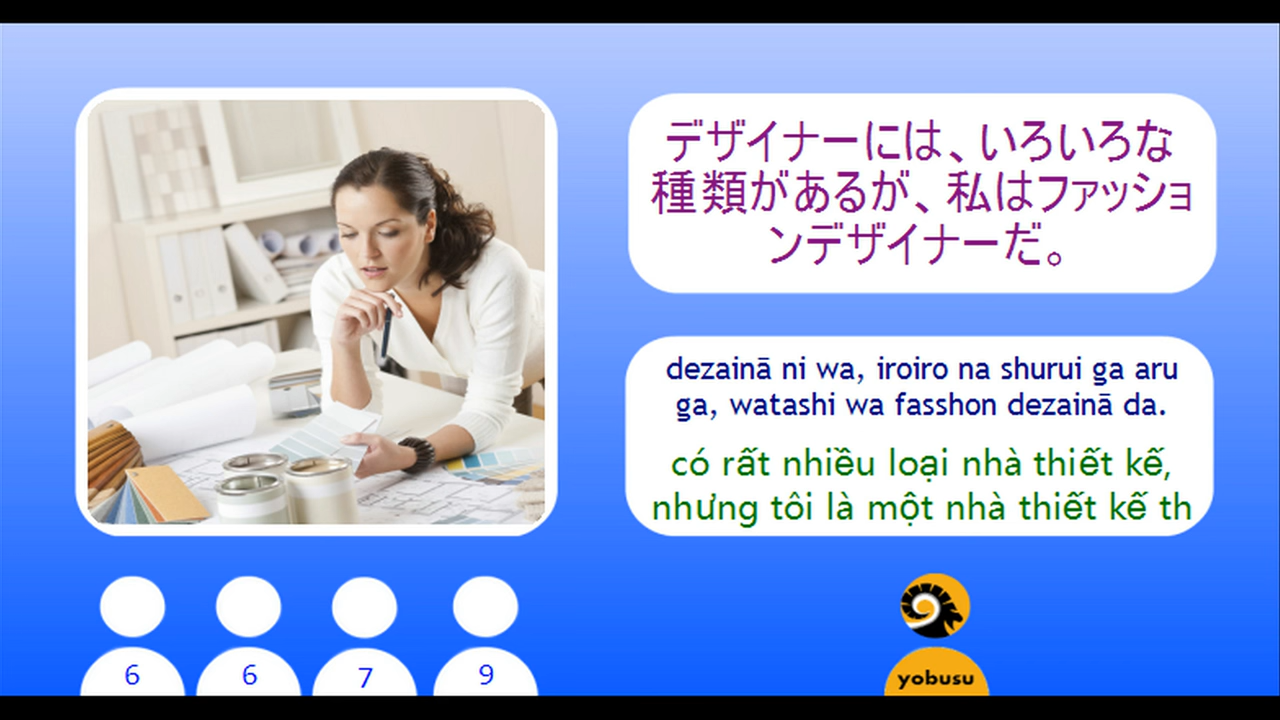 デザイナーには、いろいろな
種類があるが、私はファッショ
ンデザイナーだ。
dezainā ni wa, iroiro na shurui ga aru
ga, watashi wa fasshon dezainā da.
có rất nhiều loại nhà thiết kế,
nhưng tôi là một nhà thiết kế th
6 6 7 9
yobusu